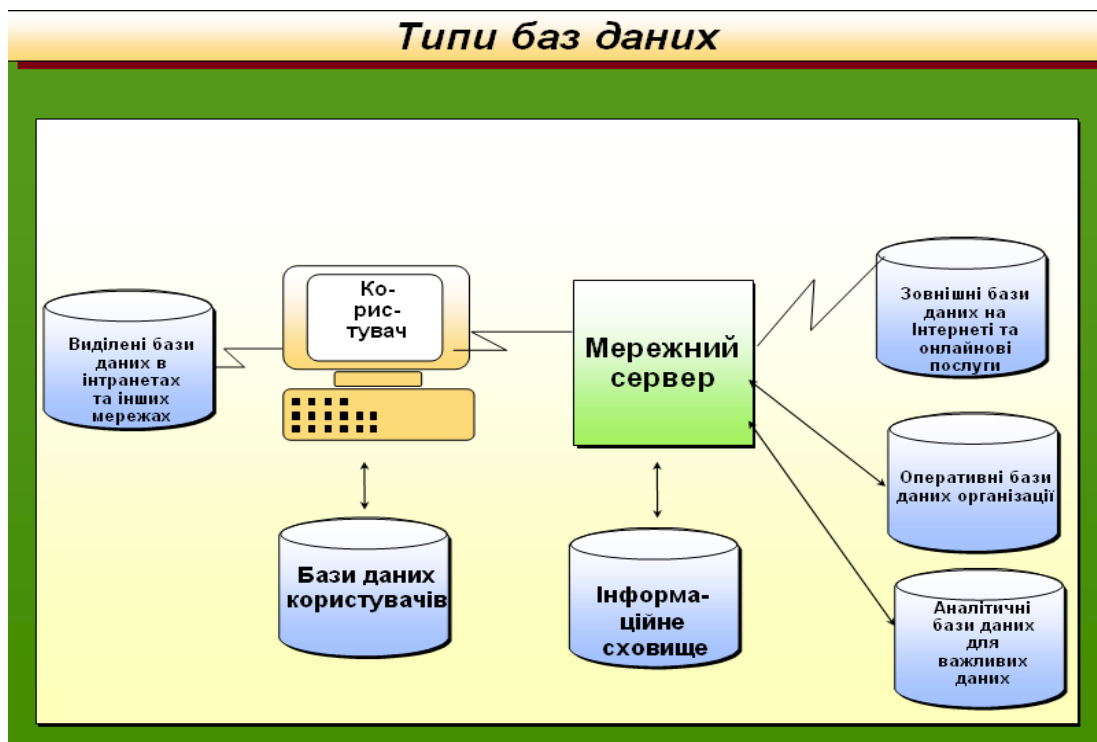 Типи баз даних
Ко-
рис-
тувач
Виділені бази
даних в
інтранетах
та інших
мережах
Мережний
сервер
Зовнішні бази
даних на
Інтернеті та
онлайнові
послуги
Оперативні бази
даних організації
Бази даних
користувачів
Інформа-
ційне
сховище
Аналітичні
бази даних
для
важливих
даних